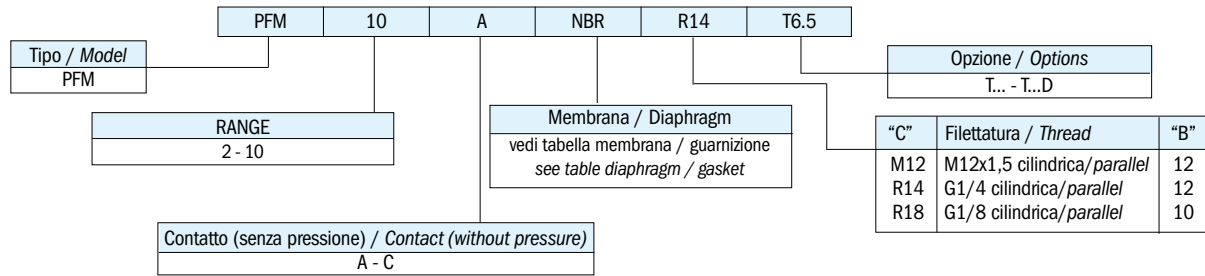 PFM 10 A NBR R14 T6.5
Tipo / Model
PFM
RANGE
2 - 10
Contatto (senza pressione) / Contact (without pressure)
A - C
Membrana / Diaphragm
vedi tabella membrana / guarnizione
see table diaphragm / gasket
Opzione / Options
T... - T...D
“C” Filettatura / Thread “B”
M12 M12x1,5 cilindrica/parallel 12
R14 G1/4 cilindrica/parallel 12
R18 G1/8 cilindrica/parallel 10